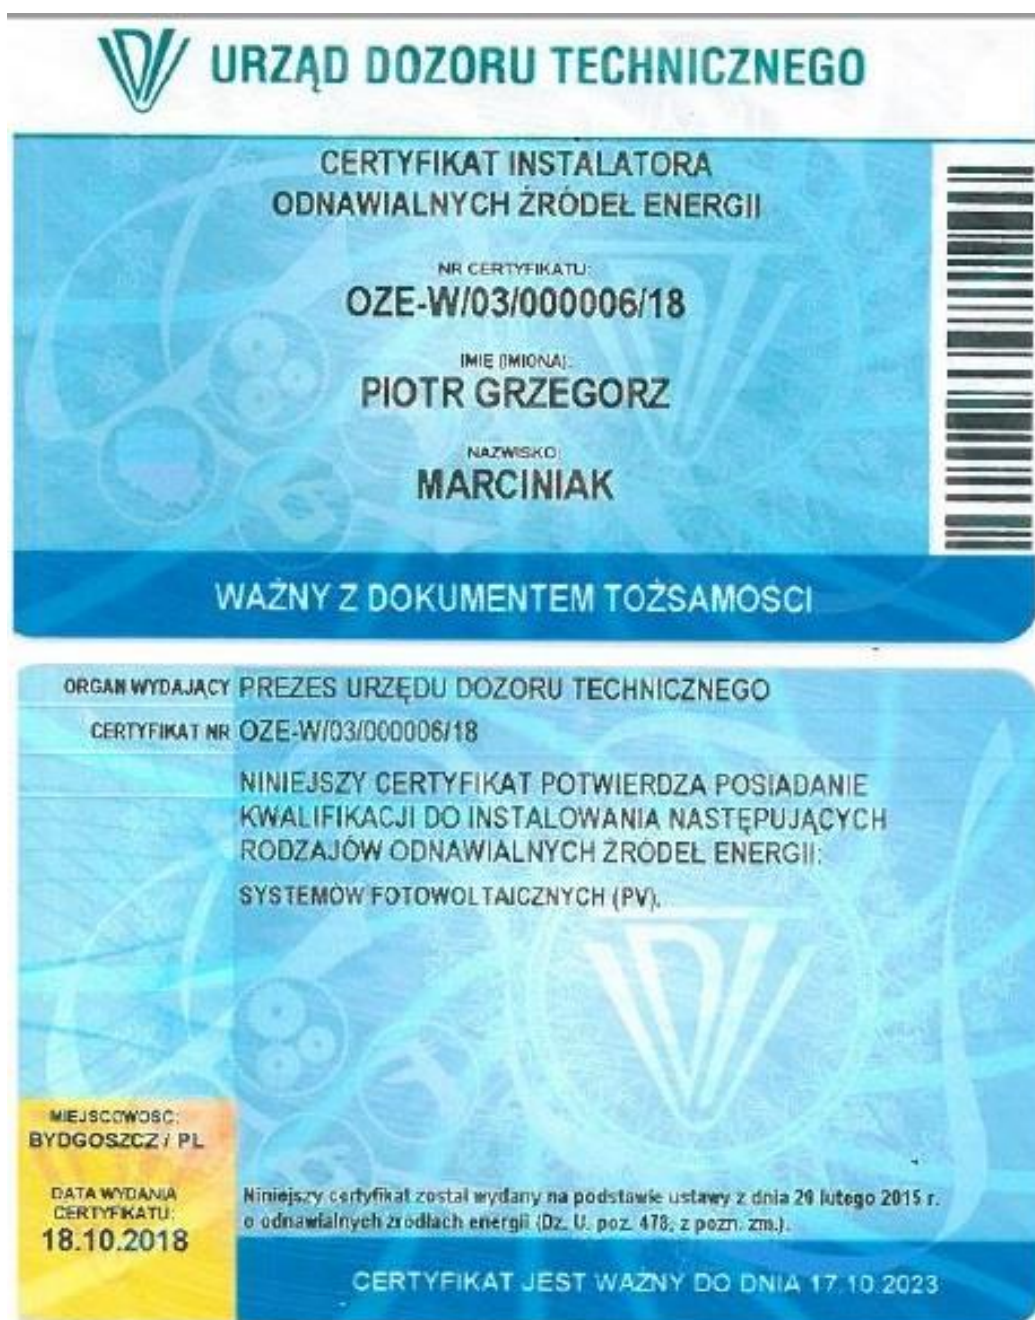 URZĄD DOZORU TECHNICZNEGO
CERTYFIKAT INSTALATORA
ODNAWIALNYCH ŹRÓDEŁ ENERGII
NR CERTYFIKATU:
OZE-W/03/000006/18
IMIĘ (IMIONA):
PIOTR GRZEGORZ
NAZWISKO:
MARCINIAK
WAŻNY Z DOKUMENTEM TOŻSAMOŚCI
ORGAN WYDAJĄCY PREZES URZĘDU DOZORU TECHNICZNEGO
CERTYFIKAT NR OZE-W/03/000006/18
NINIEJSZY CERTYFIKAT POTWIERDZA POSIADANIE
KWALIFIKACJI DO INSTALOWANIA NASTĘPUJĄCYCH
RODZAJÓW ODNAWIALNYCH ŹRÓDEŁ ENERGII:
SYSTEMÓW FOTOWOLTAICZNYCH (PV).
MIEJSCOWOŚĆ:
BYDGOSZCZ / PL
DATA WYDANIA
CERTYFIKATU:
18.10.2018
Niniejszy certyfikat został wydany na podstawie ustawy z dnia 20 lutego 2015 r.
o odnawialnych źródłach energii (Dz. U. poz. 478, z późn. zm.).
CERTYFIKAT JEST WAŻNY DO DNIA 17.10.2023